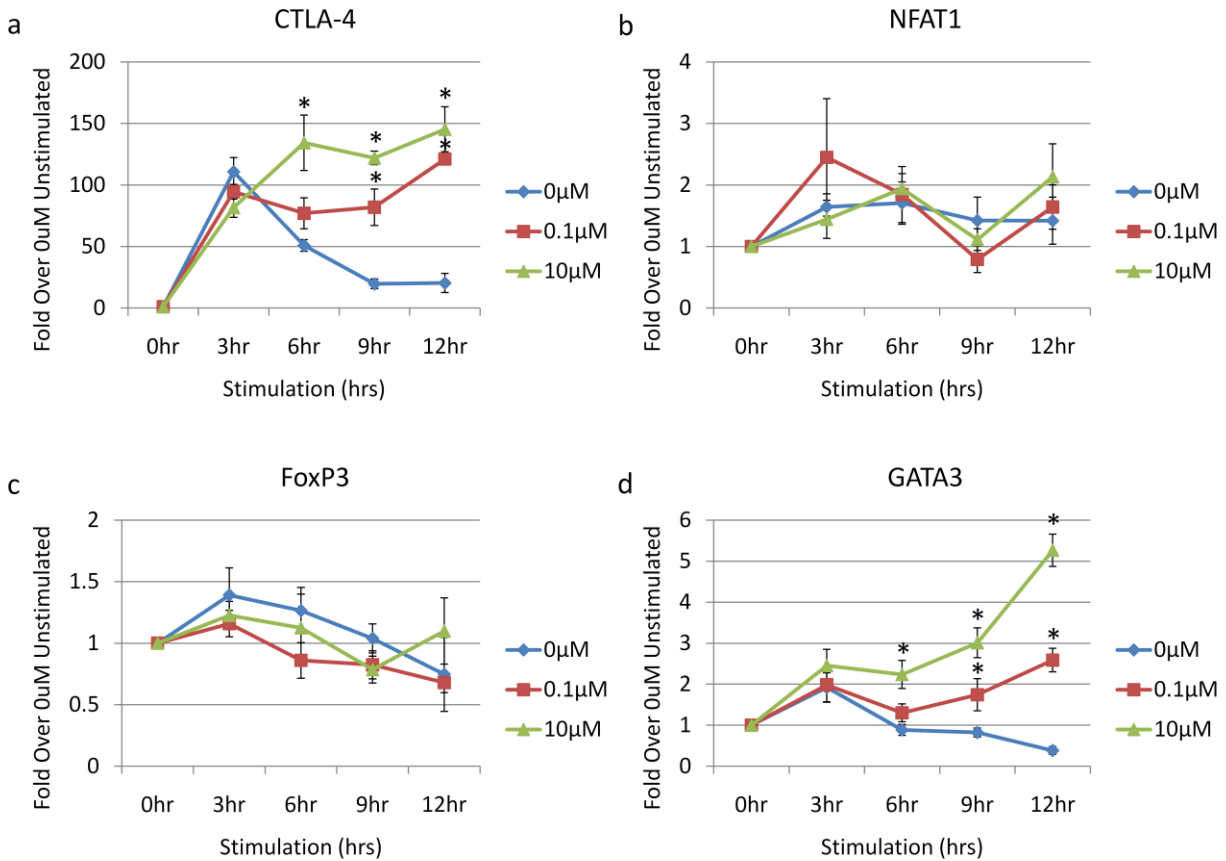 a
CTLA-4
Fold Over 0uM Unstimulated
200
150
100
50
0
* * * * *
0hr 3hr 6hr 9hr 12hr
Stimulation (hrs)
0µM
0.1µM
10µM
b
NFAT1
Fold Over 0uM Unstimulated
4
3
2
1
0
0hr 3hr 6hr 9hr 12hr
Stimulation (hrs)
0µM
0.1µM
10µM
c
FoxP3
Fold Over 0uM Unstimulated
2
1.5
1
0.5
0
0hr 3hr 6hr 9hr 12hr
Stimulation (hrs)
0µM
0.1µM
10µM
d
GATA3
Fold Over 0uM Unstimulated
6
5
4
3
2
1
0
* * * * *
0hr 3hr 6hr 9hr 12hr
Stimulation (hrs)
0µM
0.1µM
10µM